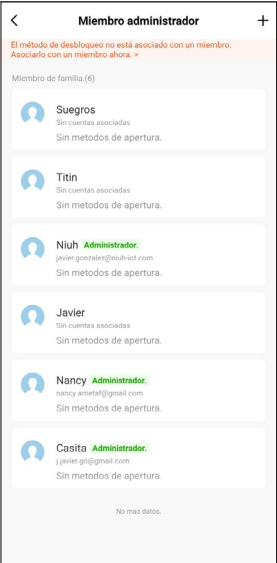 Miembro administrador
El método de desbloqueo no está asociado con un miembro.
Asociarlo con un miembro ahora. >
Miembro de familia.(6)
Suegros
Sin cuentas asociadas
Sin metodos de apertura.
Titin
Sin cuentas asociadas
Sin metodos de apertura.
Niuh Administrador.
javier.gonzalez@niuh-iot.com
Sin metodos de apertura.
Javier
Sin cuentas asociadas
Sin metodos de apertura.
Nancy Administrador.
nancy.arrietaf@gmail.com
Sin metodos de apertura.
Casita Administrador.
j.javier.go@gmail.com
Sin metodos de apertura.
No mas datos.